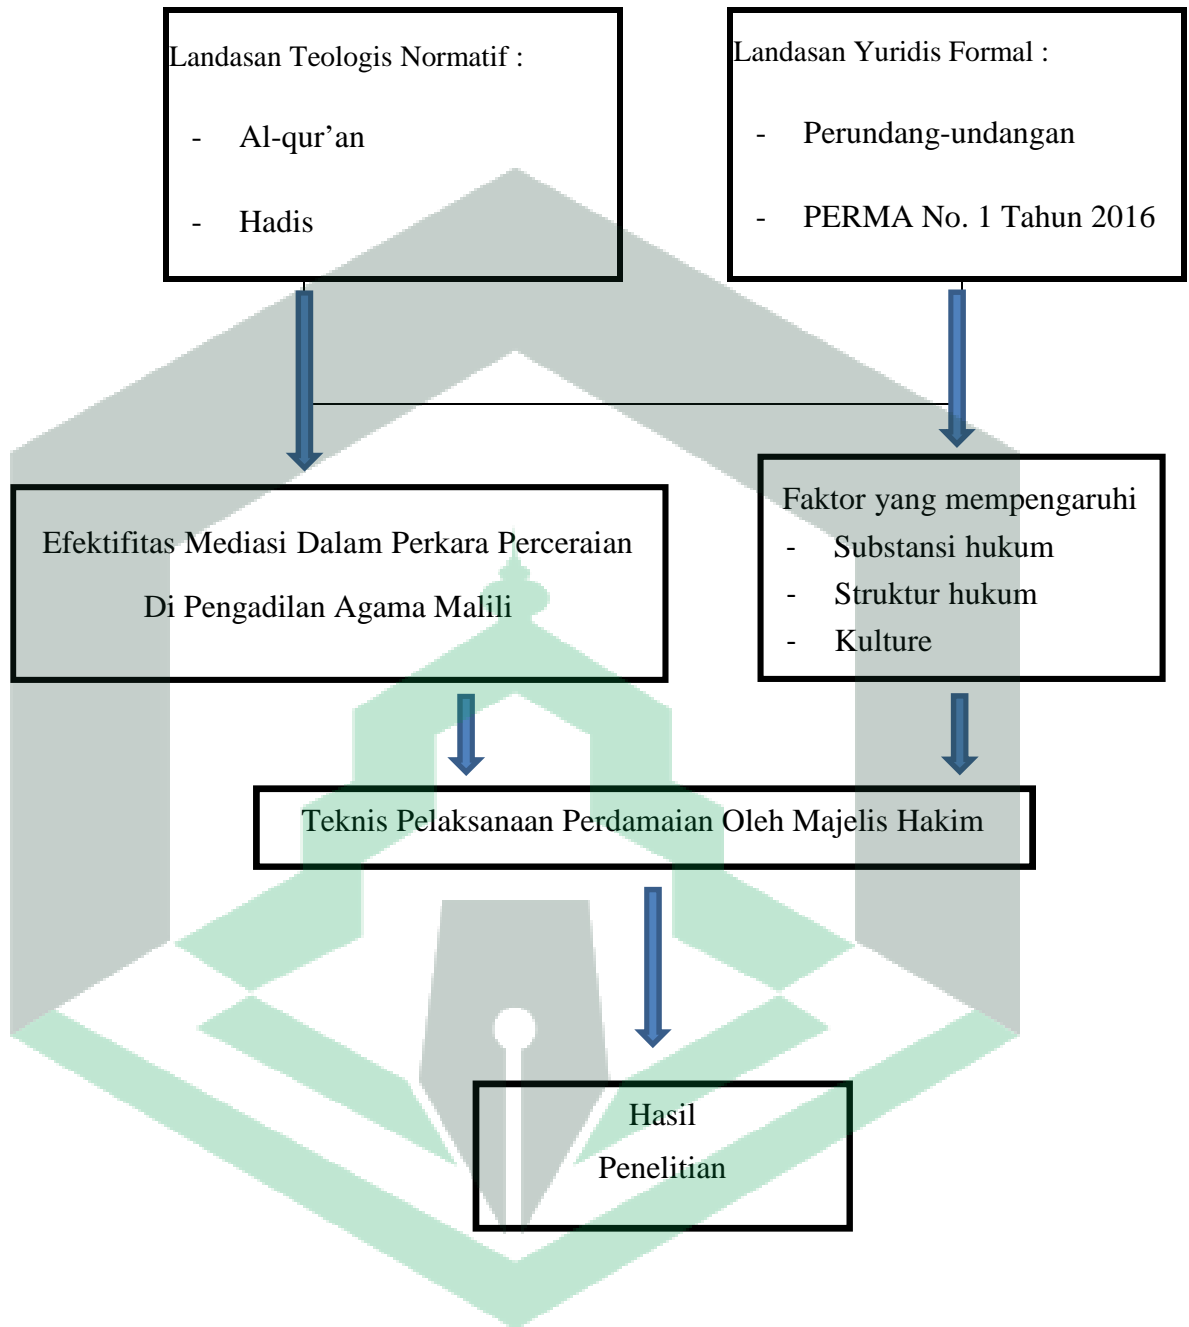 Landasan Teologis Normatif :
- Al-qur’an
- Hadis
Landasan Yuridis Formal :
- Perundang-undangan
- PERMA No. 1 Tahun 2016
Efektifitas Mediasi Dalam Perkara Perceraian
Di Pengadilan Agama Malili
Faktor yang mempengaruhi
- Substansi hukum
- Struktur hukum
- Kulture
Teknis Pelaksanaan Perdamaian Oleh Majelis Hakim
Hasil
Penelitian